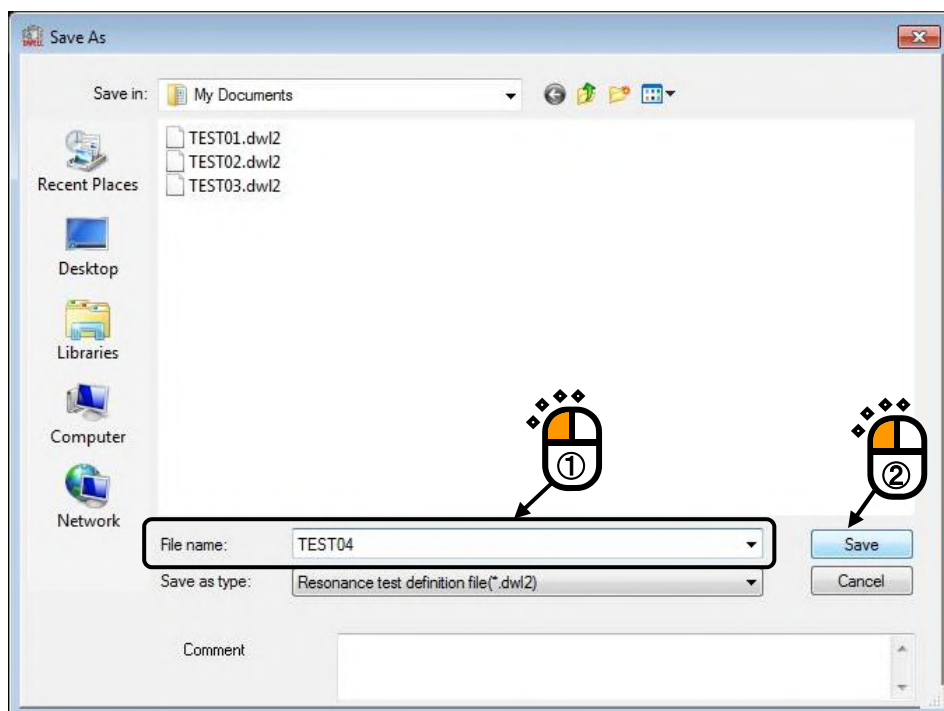 Save As
Save in: My Documents
TEST01.dwl2
TEST02.dwl2
TEST03.dwl2
Recent Places
Desktop
Libraries
Computer
Network
①
②
File name: TEST04 Save
Save as type: Resonance test definition file(*.dwl2) Cancel
Comment